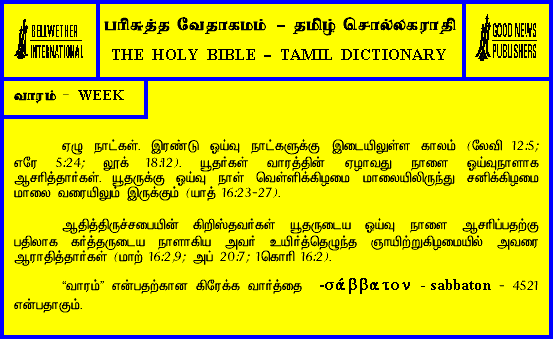 BELLWETHER
INTERNATIONAL
பரிசுத்த வேதாகமம் – தமிழ் சொல்லகராதி
THE HOLY BIBLE – TAMIL DICTIONARY
GOOD NEWS
PUBLISHERS
வாரம் – WEEK
ஏழு நாட்கள். இரண்டு ஓய்வு நாட்களுக்கு இடையிலுள்ள காலம் (லேவி 12:5;
எரே 5:24; லூக் 18:12). யூதர்கள் வாரத்தின் ஏழாவது நாளை ஓய்வுநாளாக
ஆசரித்தார்கள். யூதருக்கு ஓய்வு நாள் வெள்ளிக்கிழமை மாலையிலிருந்து சனிக்கிழமை
மாலை வரையிலும் இருக்கும் (யாத் 16:23-27).
ஆதித்திருச்சபையின் கிறிஸ்தவர்கள் யூதருடைய ஓய்வு நாளை ஆசரிப்பதற்கு
பதிலாக கர்த்தருடைய நாளாகிய அவர் உயிர்த்தெழுந்த ஞாயிற்றுகிழமையில் அவரை
ஆராதித்தார்கள் (மாற் 16:2,9; அப் 20:7; 1கொரி 16:2).
“வாரம்” என்பதற்கான கிரேக்க வார்த்தை -σάββατον - sabbaton - 4521
என்பதாகும்.